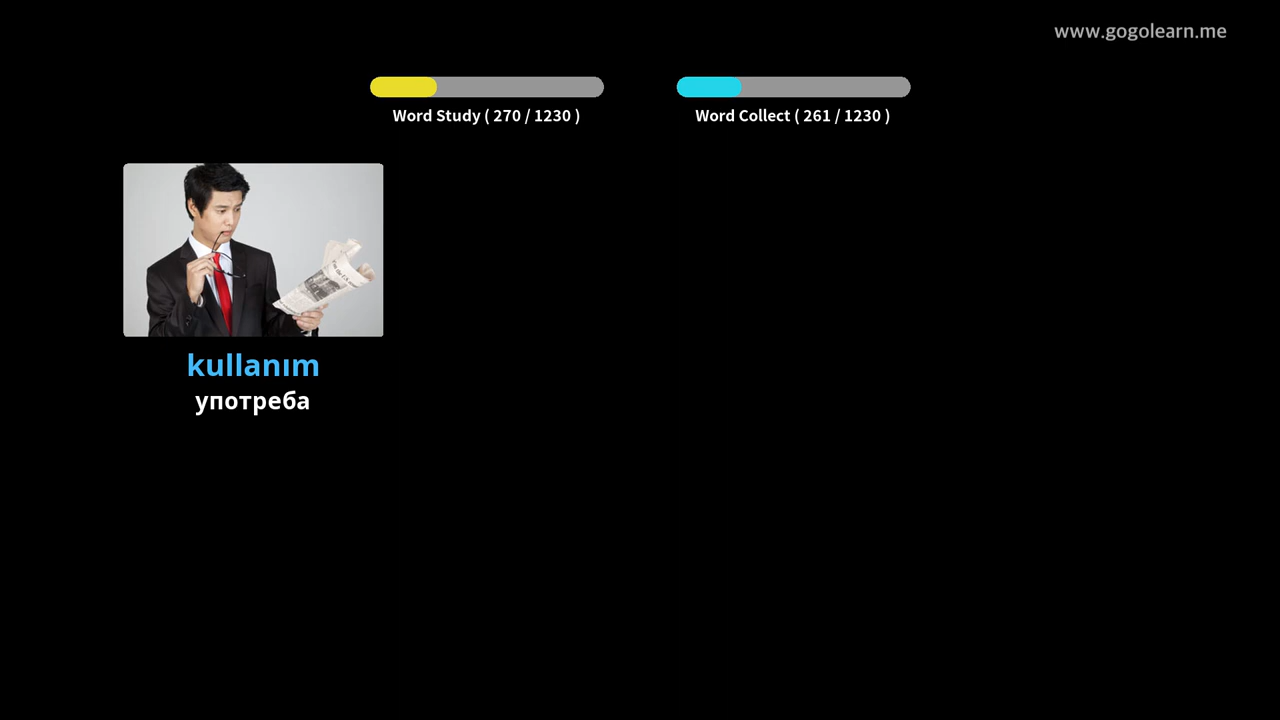 www.gogolearn.me
Word Study ( 270 / 1230 )
Word Collect ( 261 / 1230 )
kullanım
употреба